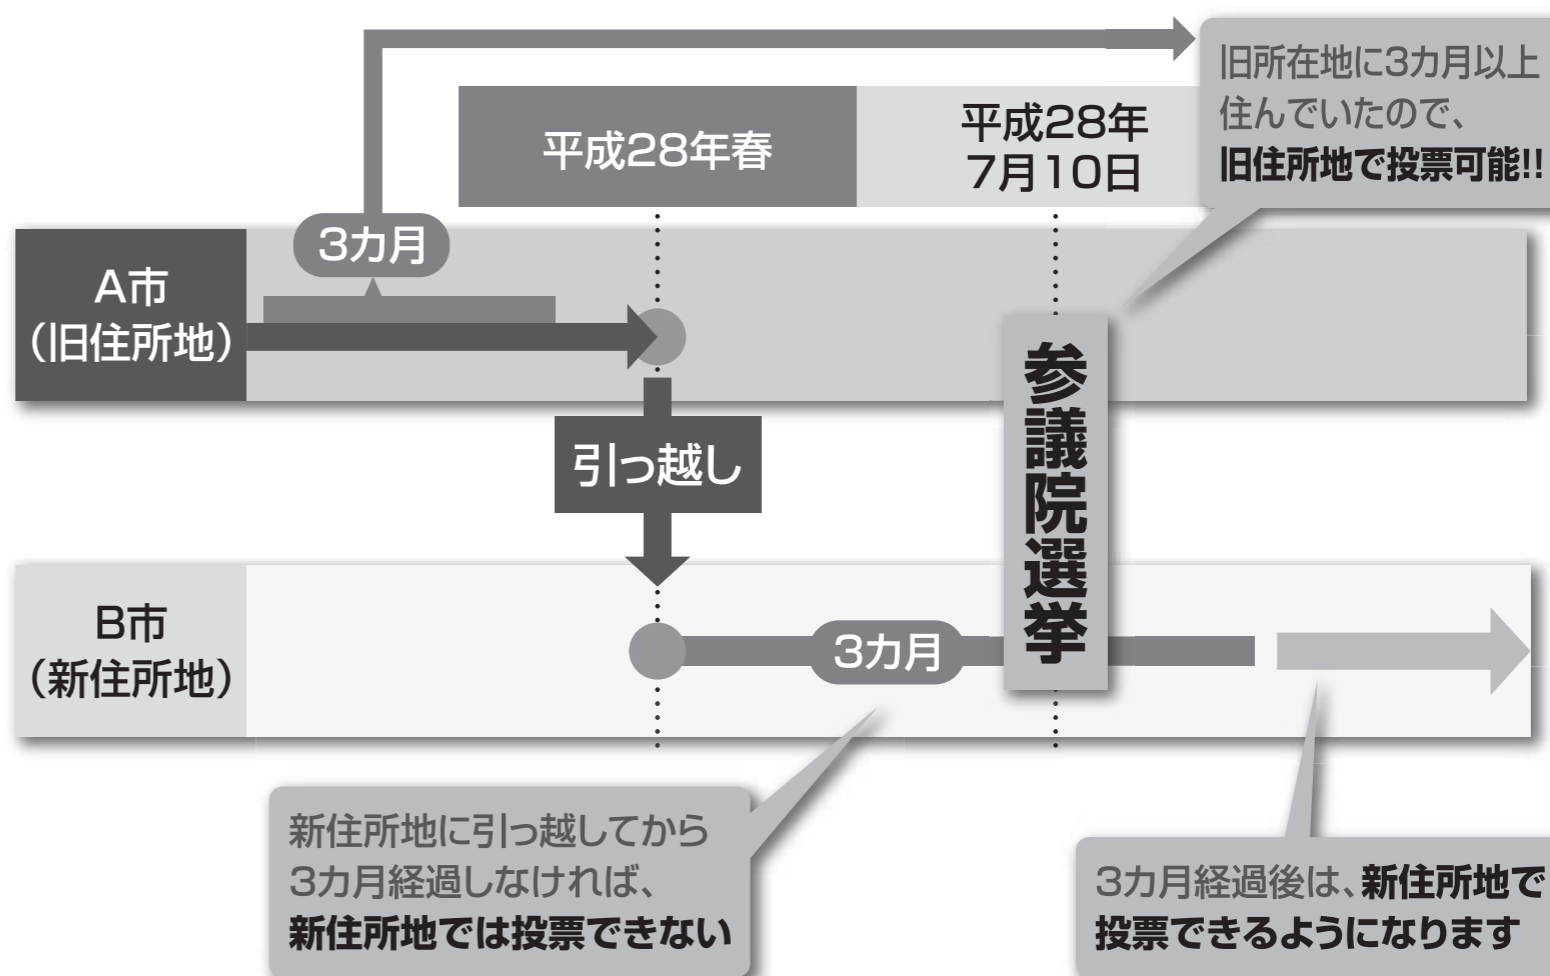 旧所在地に3カ月以上
住んでいたので、
旧住所地で投票可能!!
平成28年春
平成28年
7月10日
3カ月
A市
（旧住所地）
引っ越し
参議院選挙
B市
（新住所地）
3カ月
新住所地に引っ越してから
3カ月経過しなければ、
新住所地では投票できない
3カ月経過後は、新住所地で
投票できるようになります